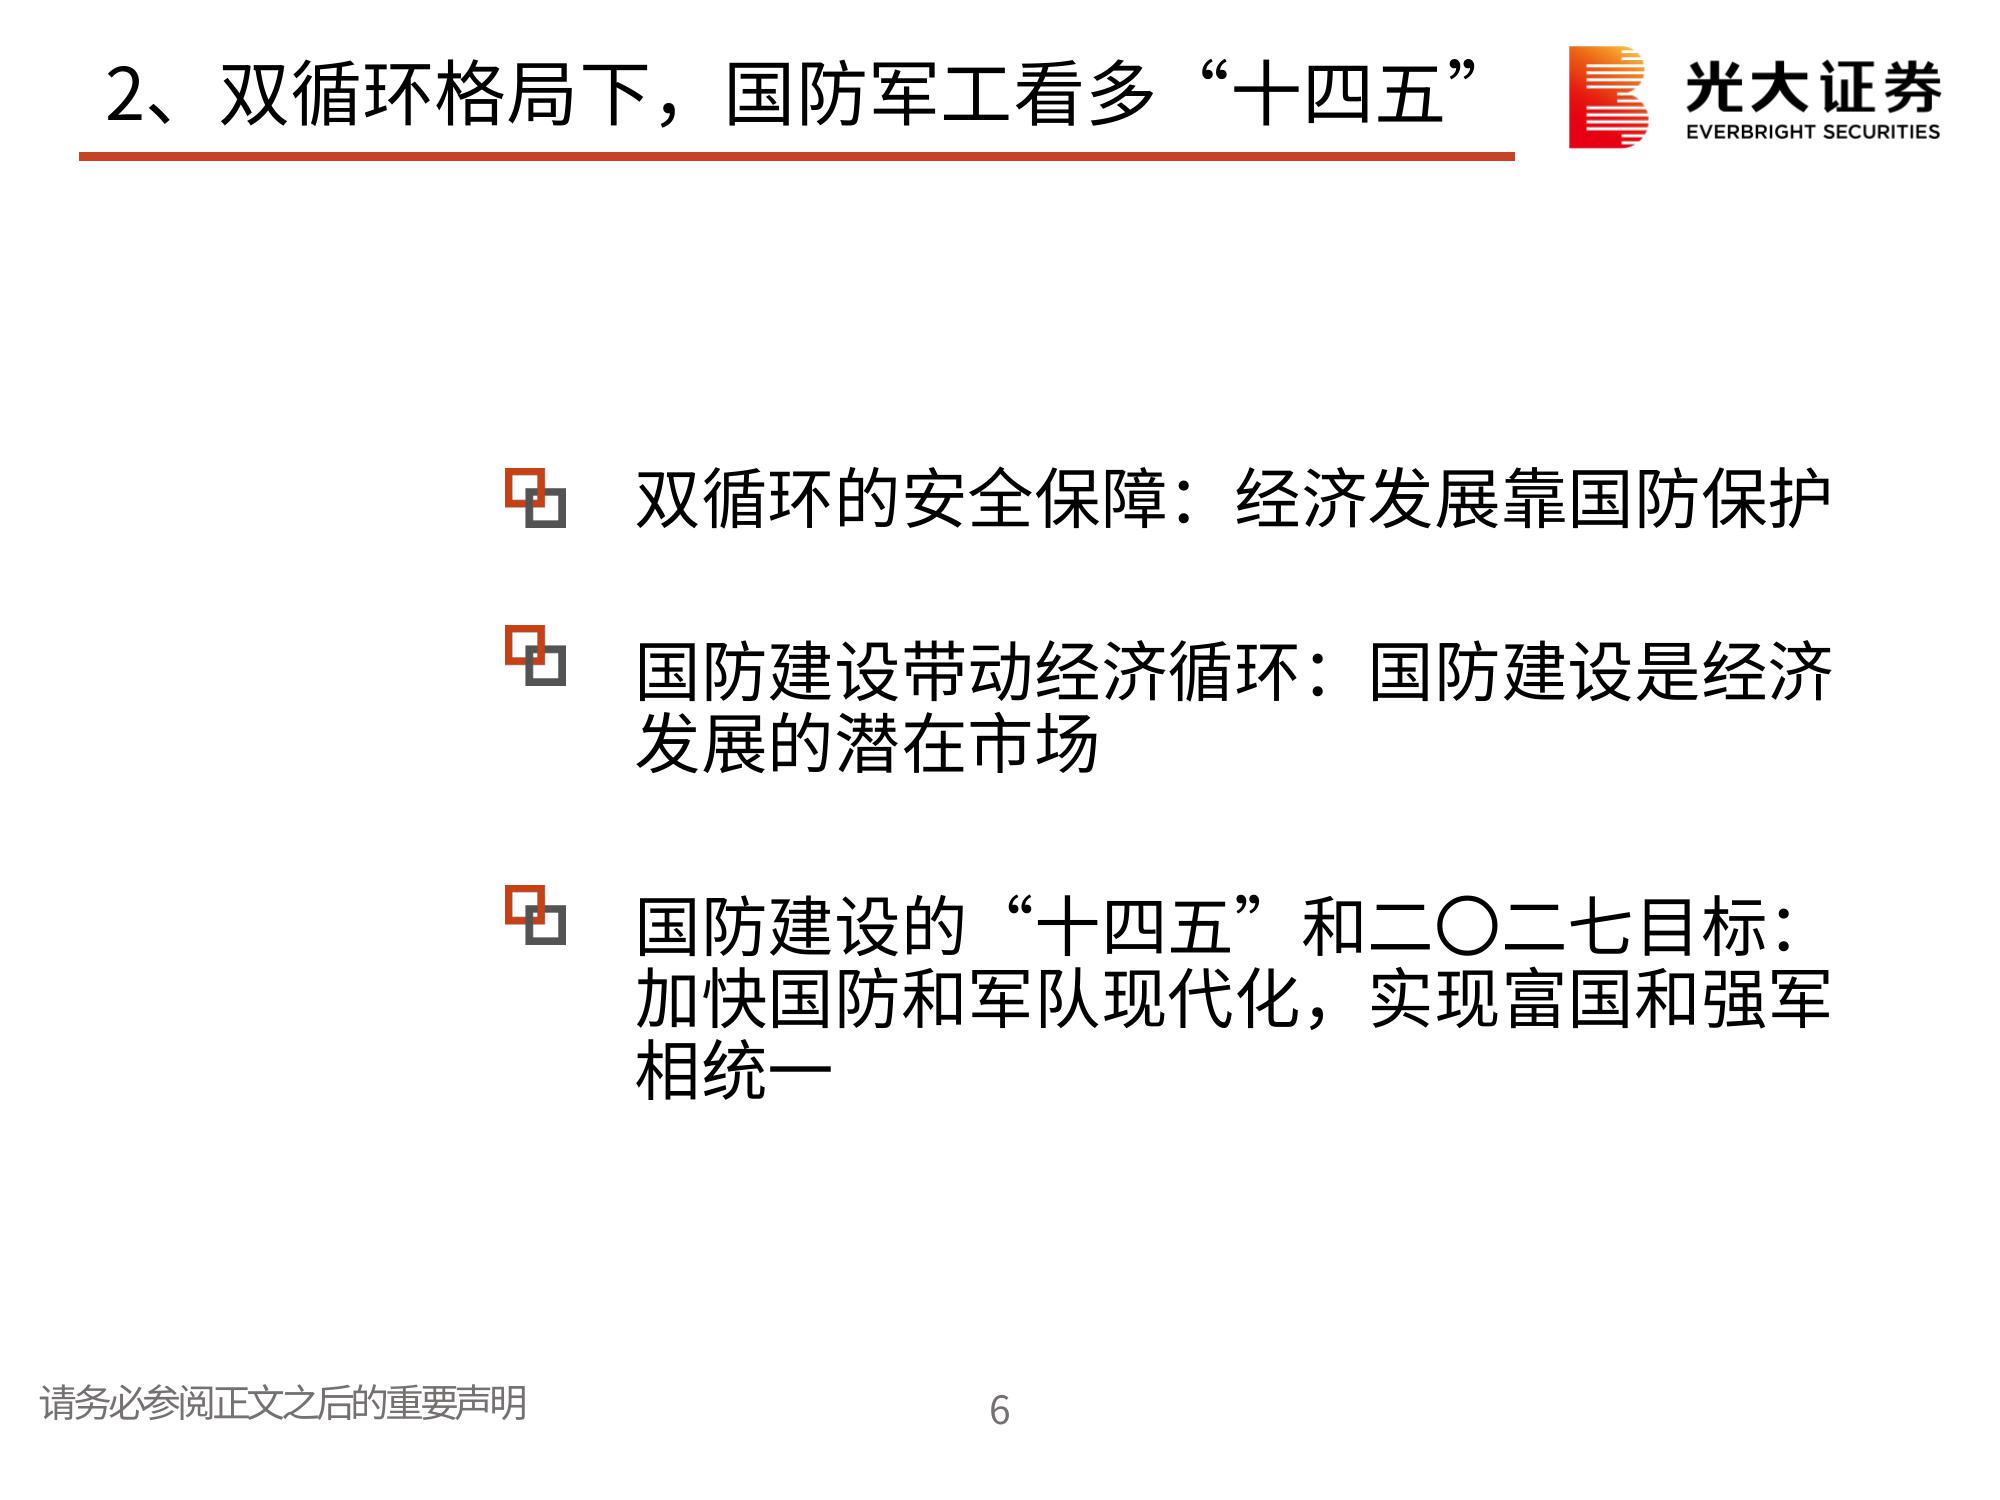 2、双循环格局下，国防军工看多“十四五”
光大证券
EVERBRIGHT SECURITIES
双循环的安全保障：经济发展靠国防保护
国防建设带动经济循环：国防建设是经济
发展的潜在市场
国防建设的“十四五”和二〇二七目标：
加快国防和军队现代化，实现富国和强军
相统一
请务必参阅正文之后的重要声明
6